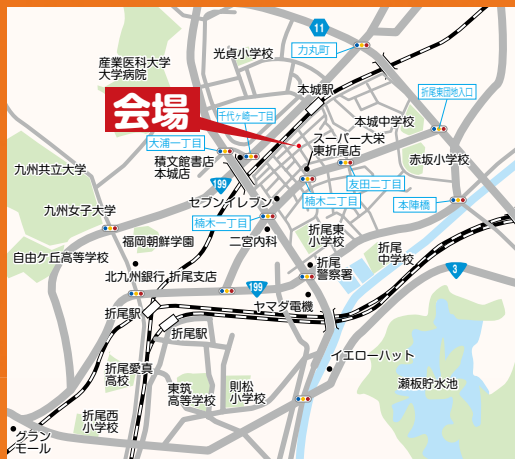 11
力丸町
光貞小学校
産業医科大学
大学病院
本城駅
折尾東団地入口
会場
千代ヶ崎一丁目
本城中学校
大浦一丁目
スーパー大栄
東折尾店
積文館書店
本城店
赤坂小学校
九州共立大学
199
友田二丁目
セブンイレブン
楠木二丁目
本陣橋
九州女子大学
楠木一丁目
福岡朝鮮学園
二宮内科
折尾東
小学校
折尾
中学校
自由ケ丘高等学校
北九州銀行 折尾支店
折尾
警察署
3
199
ヤマダ電機
折尾駅
折尾駅
イエローハット
折尾愛真
高校
瀬板貯水池
東筑
高等学校
則松
小学校
折尾西
小学校
グラン
モール